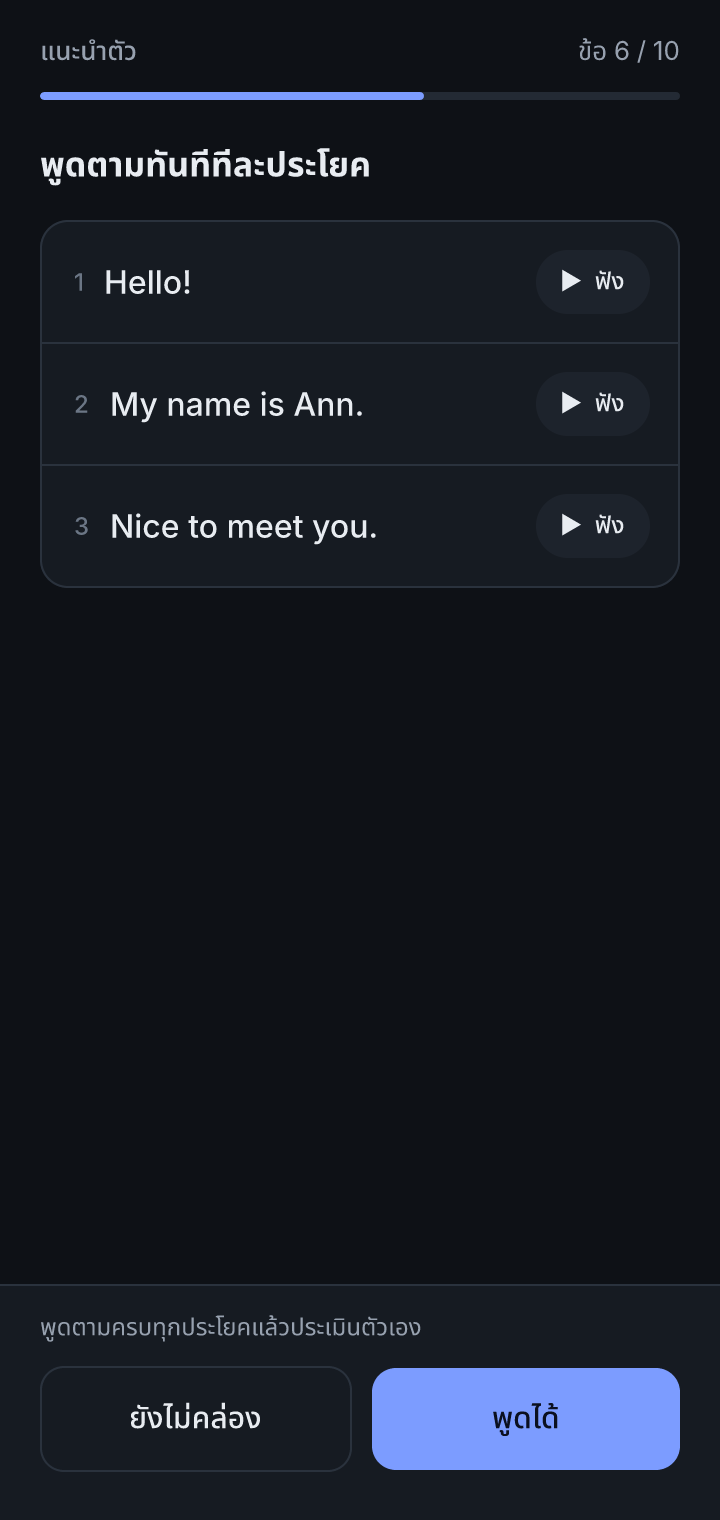 แนะนำตัว
ข้อ 6 / 10
พูดตามทันทีทีละประโยค
1 Hello! ▶ ฟัง
2 My name is Ann. ▶ ฟัง
3 Nice to meet you. ▶ ฟัง
พูดตามครบทุกประโยคแล้วประเมินตัวเอง
ยังไม่คล่อง
พูดได้